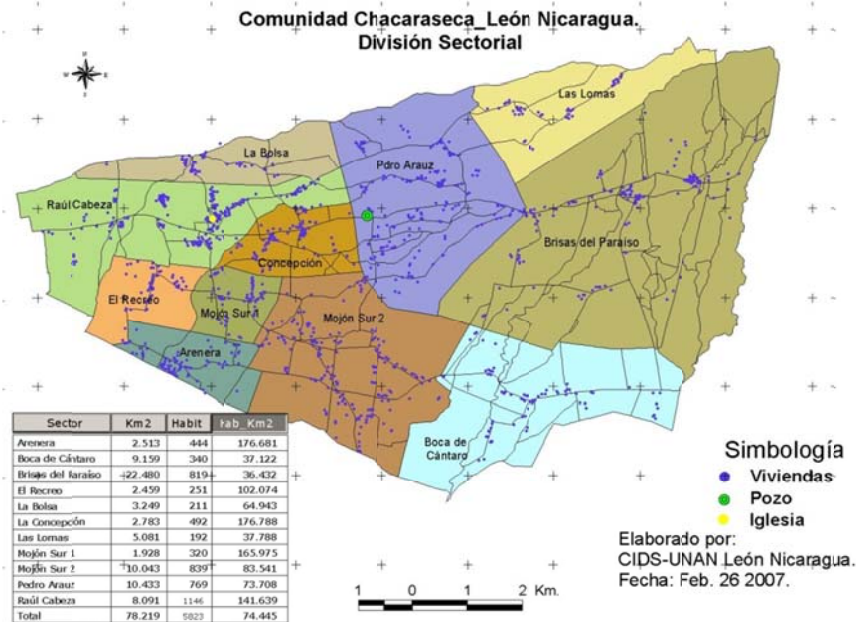 Comunidad Chacaraseca_León Nicaragua.
División Sectorial
N
W
E
S
Las Lomas
La Bolsa
Pdro Arauz
Raúl Cabeza
Brisas del Paraíso
Concepción
El Recreo
Mojón Sur 1
Mojón Sur 2
Arenera
Boca de
Cántaro
Sector Km2 Habit Hab_Km2
Arenera 2.513 444 176.681
Boca de Cántaro 9.159 340 37.122
Brisas del Paraíso 22.480 819 36.432
El Recreo 2.459 251 102.074
La Bolsa 3.249 211 64.943
La Concepción 2.783 492 176.788
Las Lomas 5.081 192 37.788
Mojón Sur 1 1.928 320 165.975
Mojón Sur 2 10.043 839 83.541
Pedro Arauz 10.433 769 73.708
Raúl Cabeza 8.091 1146 141.639
Total 78.219 5823 74.445
Simbología
Viviendas
Pozo
Iglesia
Elaborado por:
CIDS-UNAN León Nicaragua.
Fecha: Feb. 26 2007.
1 0 1 2 Km.